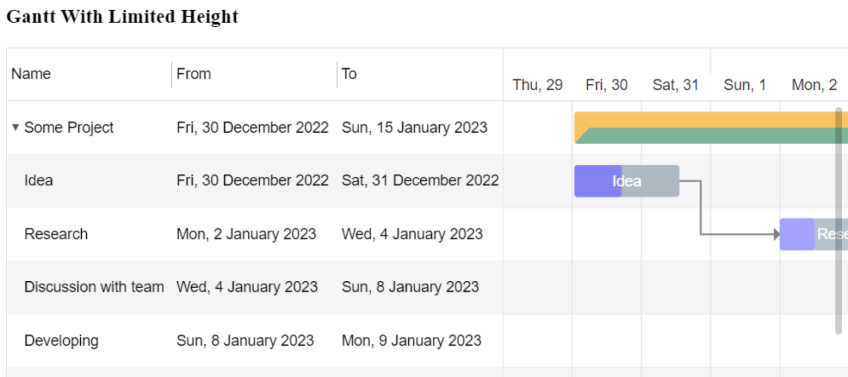 Gantt With Limited Height
Name From To Thu, 29 Fri, 30 Sat, 31 Sun, 1 Mon, 2
▼ Some Project Fri, 30 December 2022 Sun, 15 January 2023
Idea Fri, 30 December 2022 Sat, 31 December 2022 Idea
Research Mon, 2 January 2023 Wed, 4 January 2023 Rese
Discussion with team Wed, 4 January 2023 Sun, 8 January 2023
Developing Sun, 8 January 2023 Mon, 9 January 2023